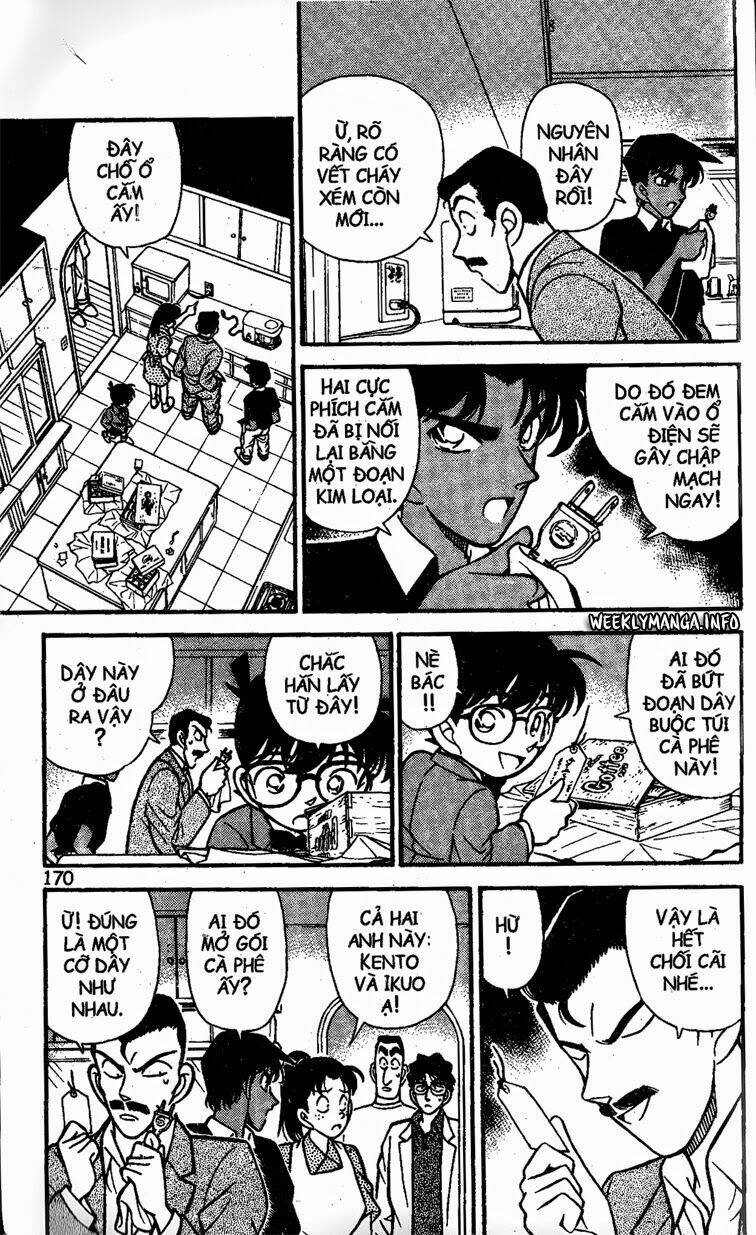 ĐÂY
CHỖ Ổ
CẮM
ẤY!
Ừ, RÕ
RÀNG CÓ
VẾT CHÁY
XÉM CÒN
MỚI...
NGUYÊN
NHÂN
ĐÂY
RỒI!
HAI CỰC
PHÍCH CẮM
ĐÃ BỊ NỐI
LẠI BẰNG
MỘT ĐOẠN
KIM LOẠI.
DO ĐÓ ĐEM
CẮM VÀO Ổ
ĐIỆN SẼ
GÂY CHẬP
MẠCH
NGAY!
WEEKLYMANGA.INFO
DÂY NÀY
Ở ĐÂU
RA VẬY
?
CHẮC
HẲN LẤY
TỪ ĐÂY!
NÈ
BÁC
!!
AI ĐÓ
ĐÃ BỨT
ĐOẠN DÂY
BUỘC TÚI
CÀ PHÊ
NÀY!
Coffee
170
Ừ! ĐÚNG
LÀ MỘT
CỠ DÂY
NHƯ
NHAU.
AI ĐÓ
MỞ GÓI
CÀ PHÊ
ẤY?
CẢ HAI
ANH NÀY:
KENTO
VÀ IKUO
Ạ!
HỪ
!
VẬY LÀ
HẾT
CHỐI CÃI
NHÉ...